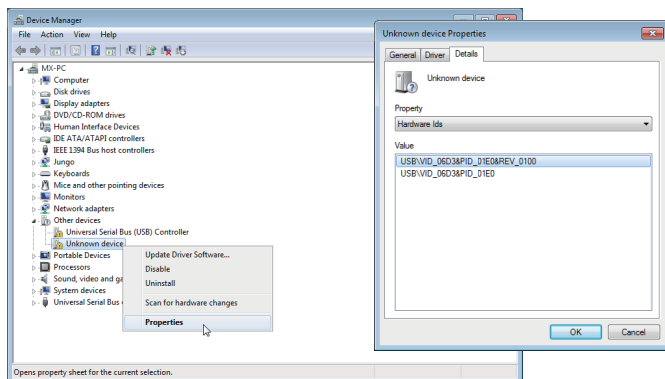 Device Manager
File Action View Help
MX-PC
Computer
Disk drives
Display adapters
DVD/CD-ROM drives
Human Interface Devices
IDE ATA/ATAPI controllers
IEEE 1394 Bus host controllers
Jungo
Keyboards
Mice and other pointing devices
Monitors
Network adapters
Other devices
Universal Serial Bus (USB) Controller
Unknown device
Portable Devices
Processors
Sound, video and ga
System devices
Universal Serial Bus
Update Driver Software...
Disable
Uninstall
Scan for hardware changes
Properties
Opens property sheet for the current selection.
Unknown device Properties
General Driver Details
Unknown device
Property
Hardware Ids
Value
USB\VID_06D3&PID_01E0&REV_0100
USB\VID_06D3&PID_01E0
OK Cancel